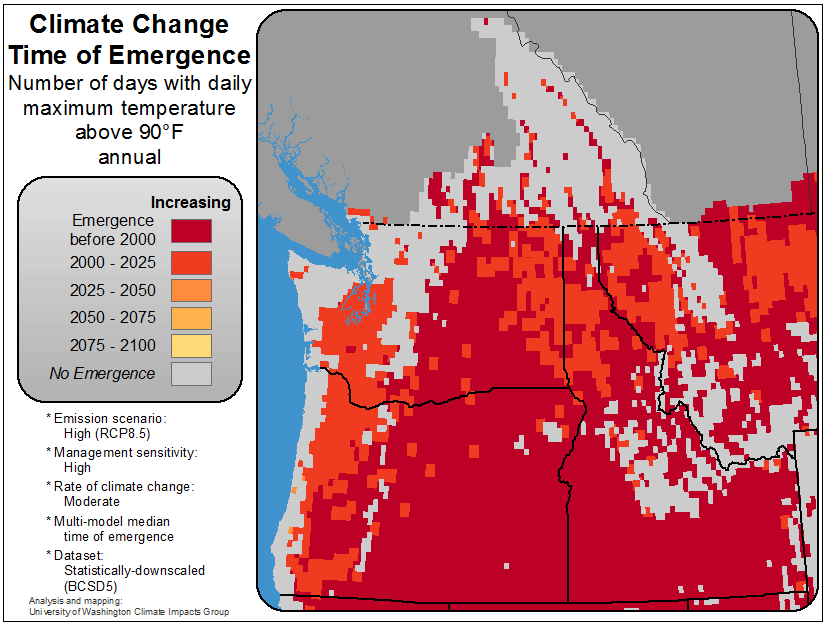 Climate Change
Time of Emergence
Number of days with daily
maximum temperature
above 90°F
annual
Increasing
Emergence
before 2000
2000 - 2025
2025 - 2050
2050 - 2075
2075 - 2100
No Emergence
* Emission scenario:
High (RCP8.5)
* Management sensitivity:
High
* Rate of climate change:
Moderate
* Multi-model median
time of emergence
* Dataset:
Statistically-downscaled
(BCSD5)
Analysis and mapping:
University of Washington Climate Impacts Group